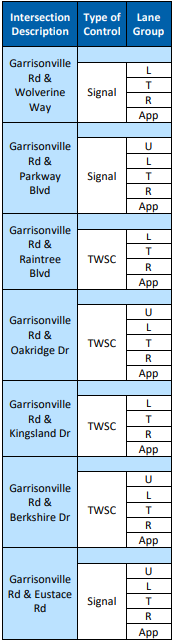 Intersection Description
Type of Control
Lane Group
Garrisonville Rd & Wolverine Way
Signal
L
T
R
App
Garrisonville Rd & Parkway Blvd
Signal
U
L
T
R
App
Garrisonville Rd & Raintree Blvd
TWSC
L
T
R
App
Garrisonville Rd & Oakridge Dr
TWSC
U
L
T
R
App
Garrisonville Rd & Kingsland Dr
TWSC
L
T
R
App
Garrisonville Rd & Berkshire Dr
TWSC
U
L
T
R
App
Garrisonville Rd & Eustace Rd
Signal
U
L
T
R
App